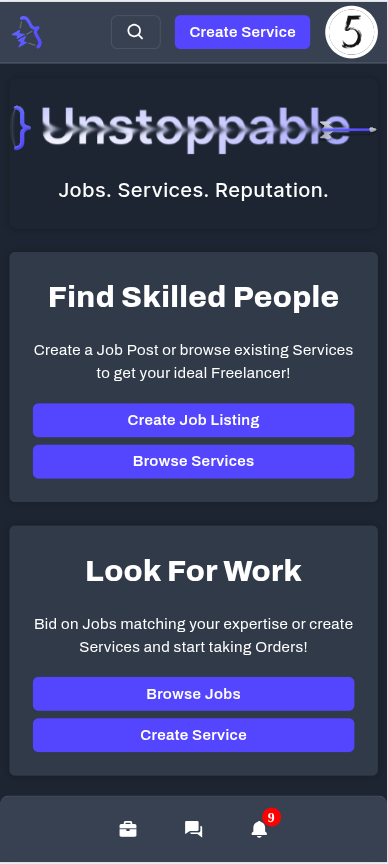 Create Service
5
Unstoppable
Jobs. Services. Reputation.
Find Skilled People
Create a Job Post or browse existing Services
to get your ideal Freelancer!
Create Job Listing
Browse Services
Look For Work
Bid on Jobs matching your expertise or create
Services and start taking Orders!
Browse Jobs
Create Service
9